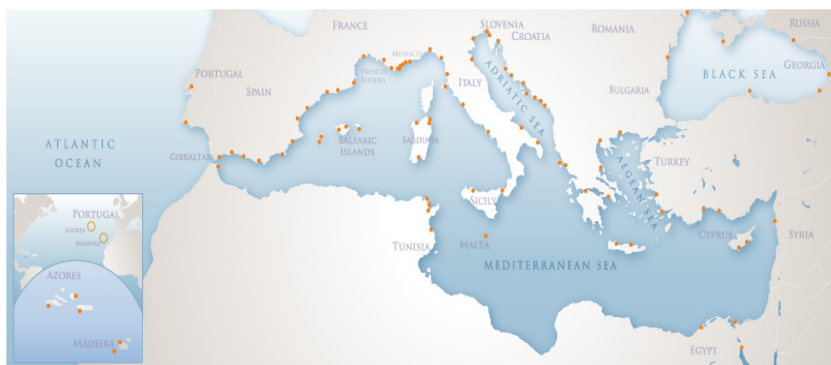 FRANCE
SLOVENIA
CROATIA
ROMANIA
RUSSIA
MONACO
FRENCH
RIVIERA
PORTUGAL
SPAIN
ITALY
ADRIATIC SEA
BLACK SEA
GEORGIA
BULGARIA
ATLANTIC
OCEAN
GIBRALTAR
BALEARIC
ISLANDS
SARDINIA
AEGEAN SEA
TURKEY
SICILY
PORTUGAL
AZORES
MADEIRA
TUNISIA
MALTA
MEDITERRANEAN SEA
CYPRUS
SYRIA
AZORES
MADEIRA
EGYPT